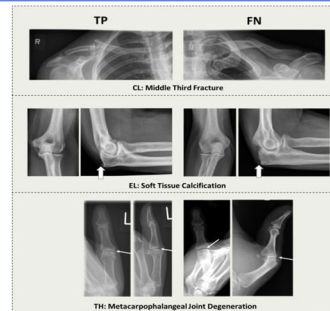 TP FN
R
CL: Middle Third Fracture
EL: Soft Tissue Calcification
L L
TH: Metacarpophalangeal Joint Degeneration